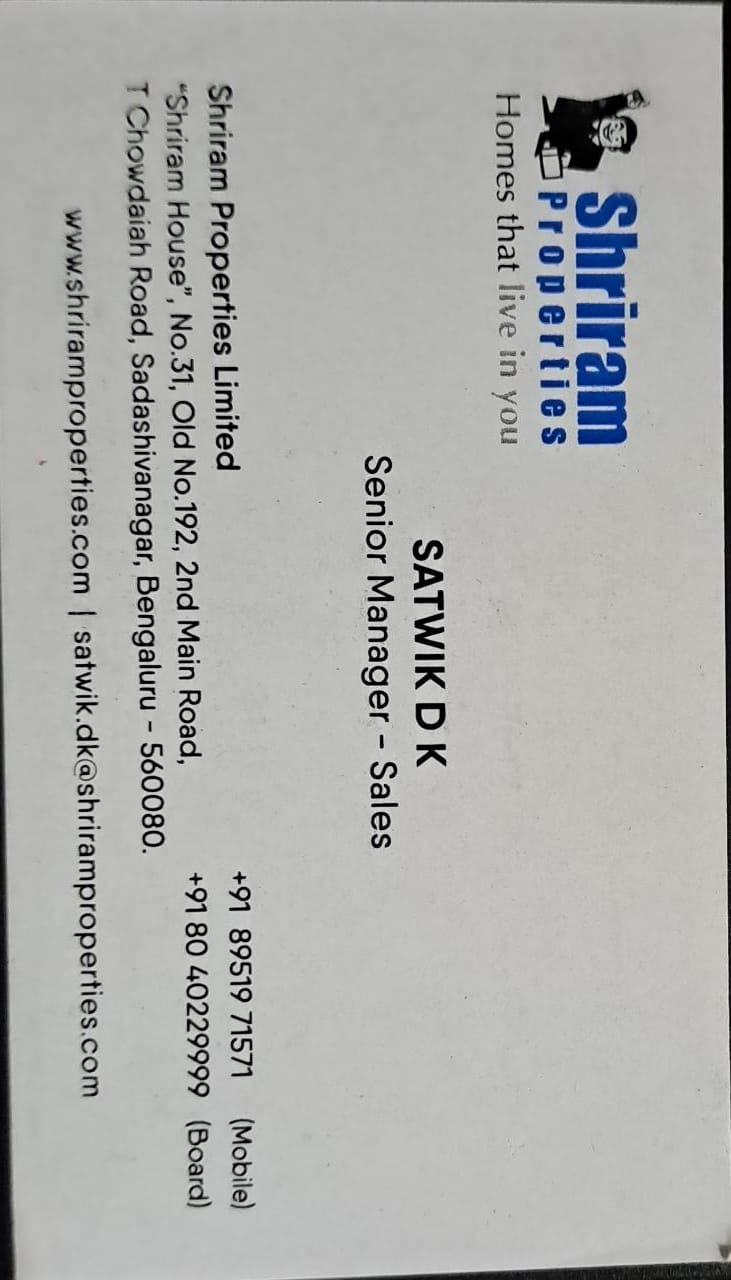 Shriram
Properties
Homes that live in you
SATWIK D K
Senior Manager - Sales
Shriram Properties Limited
"Shriram House", No.31, Old No.192, 2nd Main Road,
T Chowdaiah Road, Sadashivanagar, Bengaluru - 560080.
+91 89519 71571 (Mobile)
+91 80 40229999 (Board)
www.shriramproperties.com | satwik.dk@shriramproperties.com